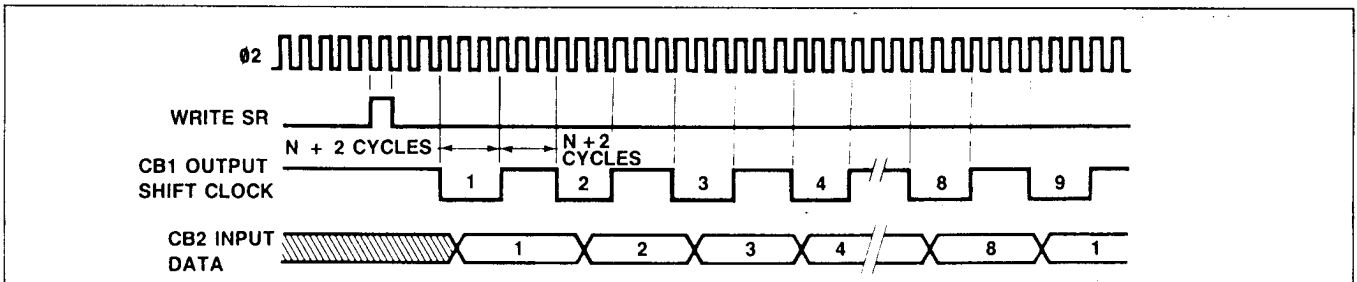 ø2
WRITE SR
N + 2 CYCLES
N + 2
CYCLES
CB1 OUTPUT
SHIFT CLOCK
1 2 3 4 8 9
CB2 INPUT
DATA
1 2 3 4 8 1